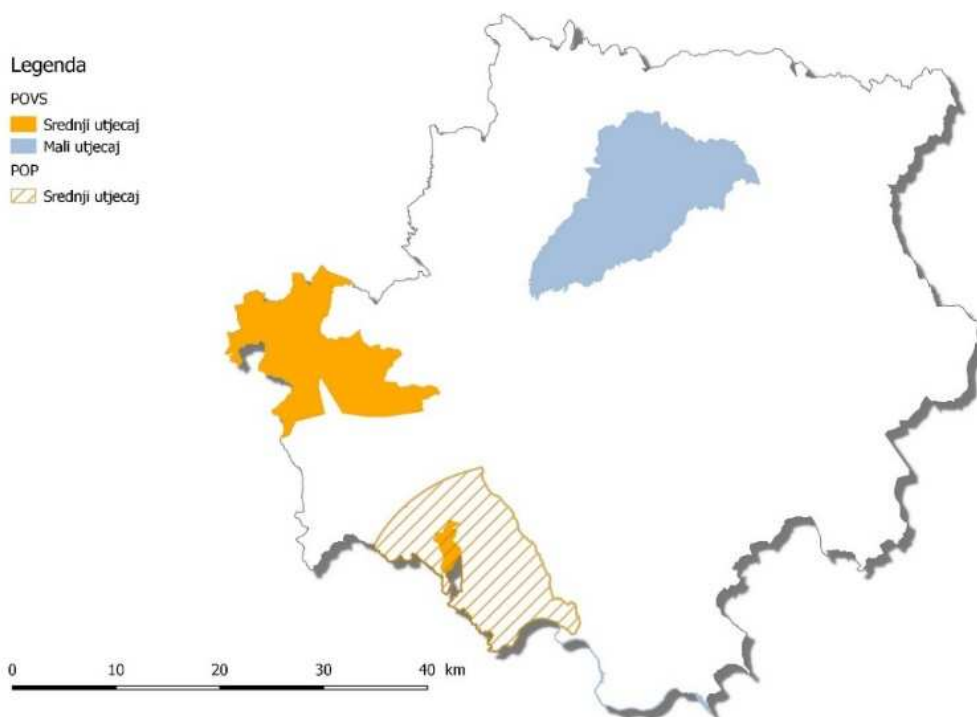 Legenda
POVS
Srednji utjecaj
Mali utjecaj
POP
Srednji utjecaj
0 10 20 30 40 km